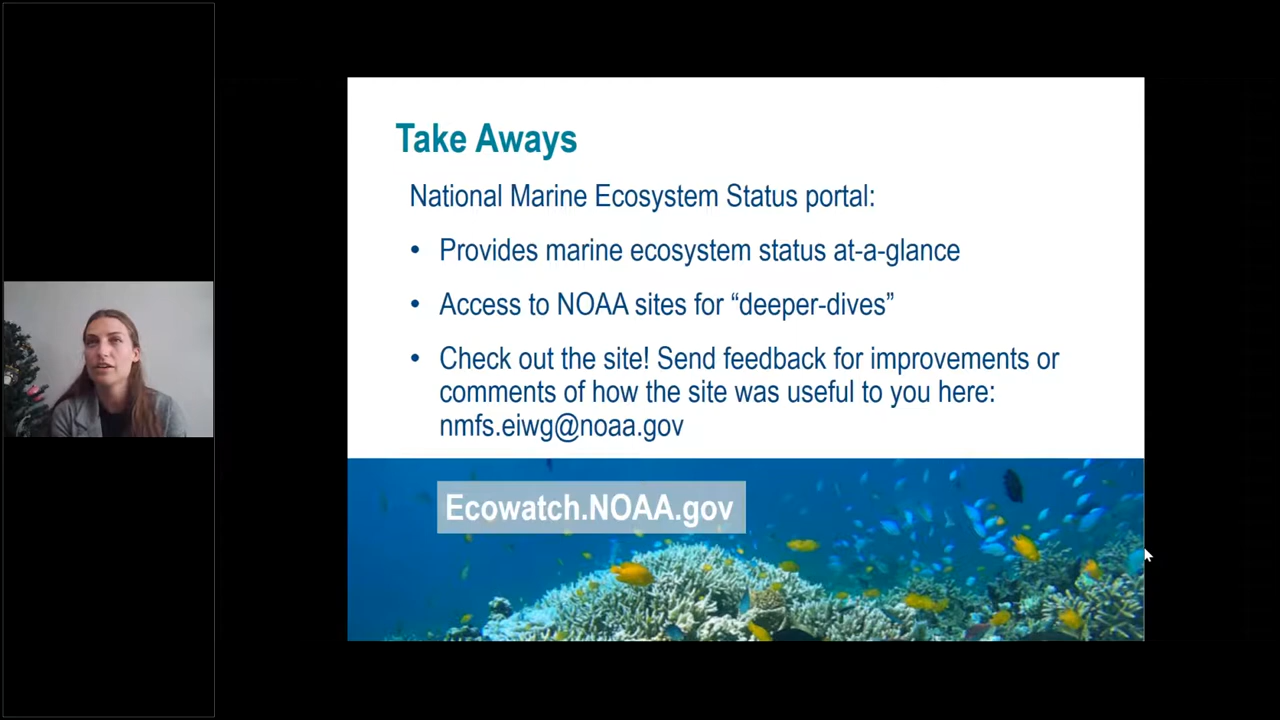 Take Aways
National Marine Ecosystem Status portal:
• Provides marine ecosystem status at-a-glance
• Access to NOAA sites for “deeper-dives”
• Check out the site! Send feedback for improvements or
comments of how the site was useful to you here:
nmfs.eiwg@noaa.gov
Ecowatch.NOAA.gov